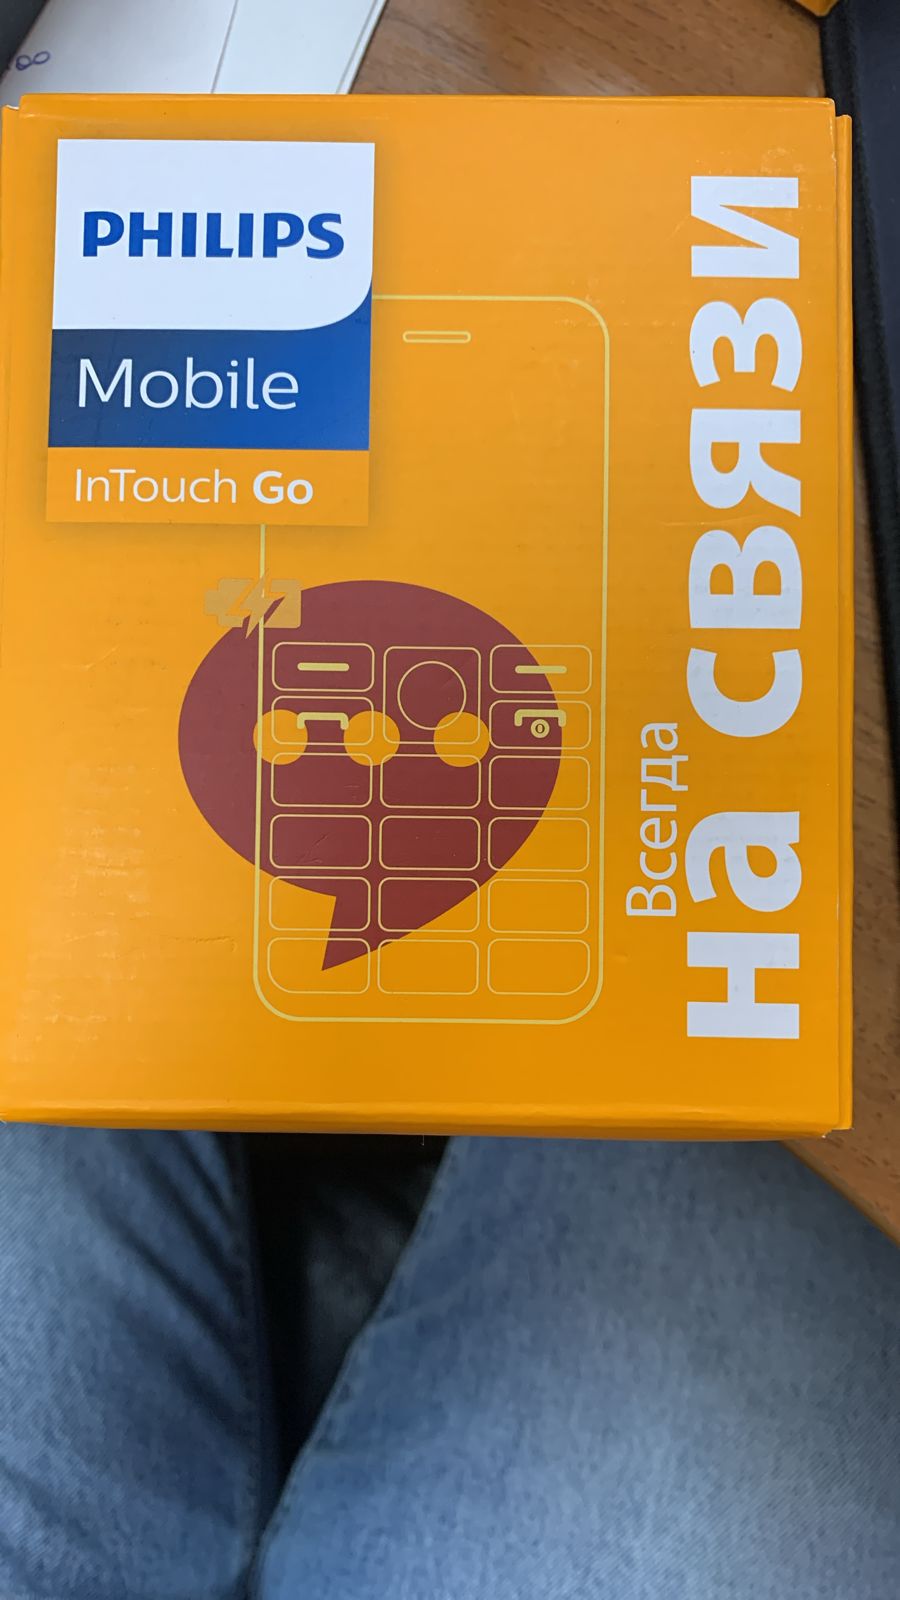 PHILIPS
Mobile
InTouch Go
Всегда
на связи